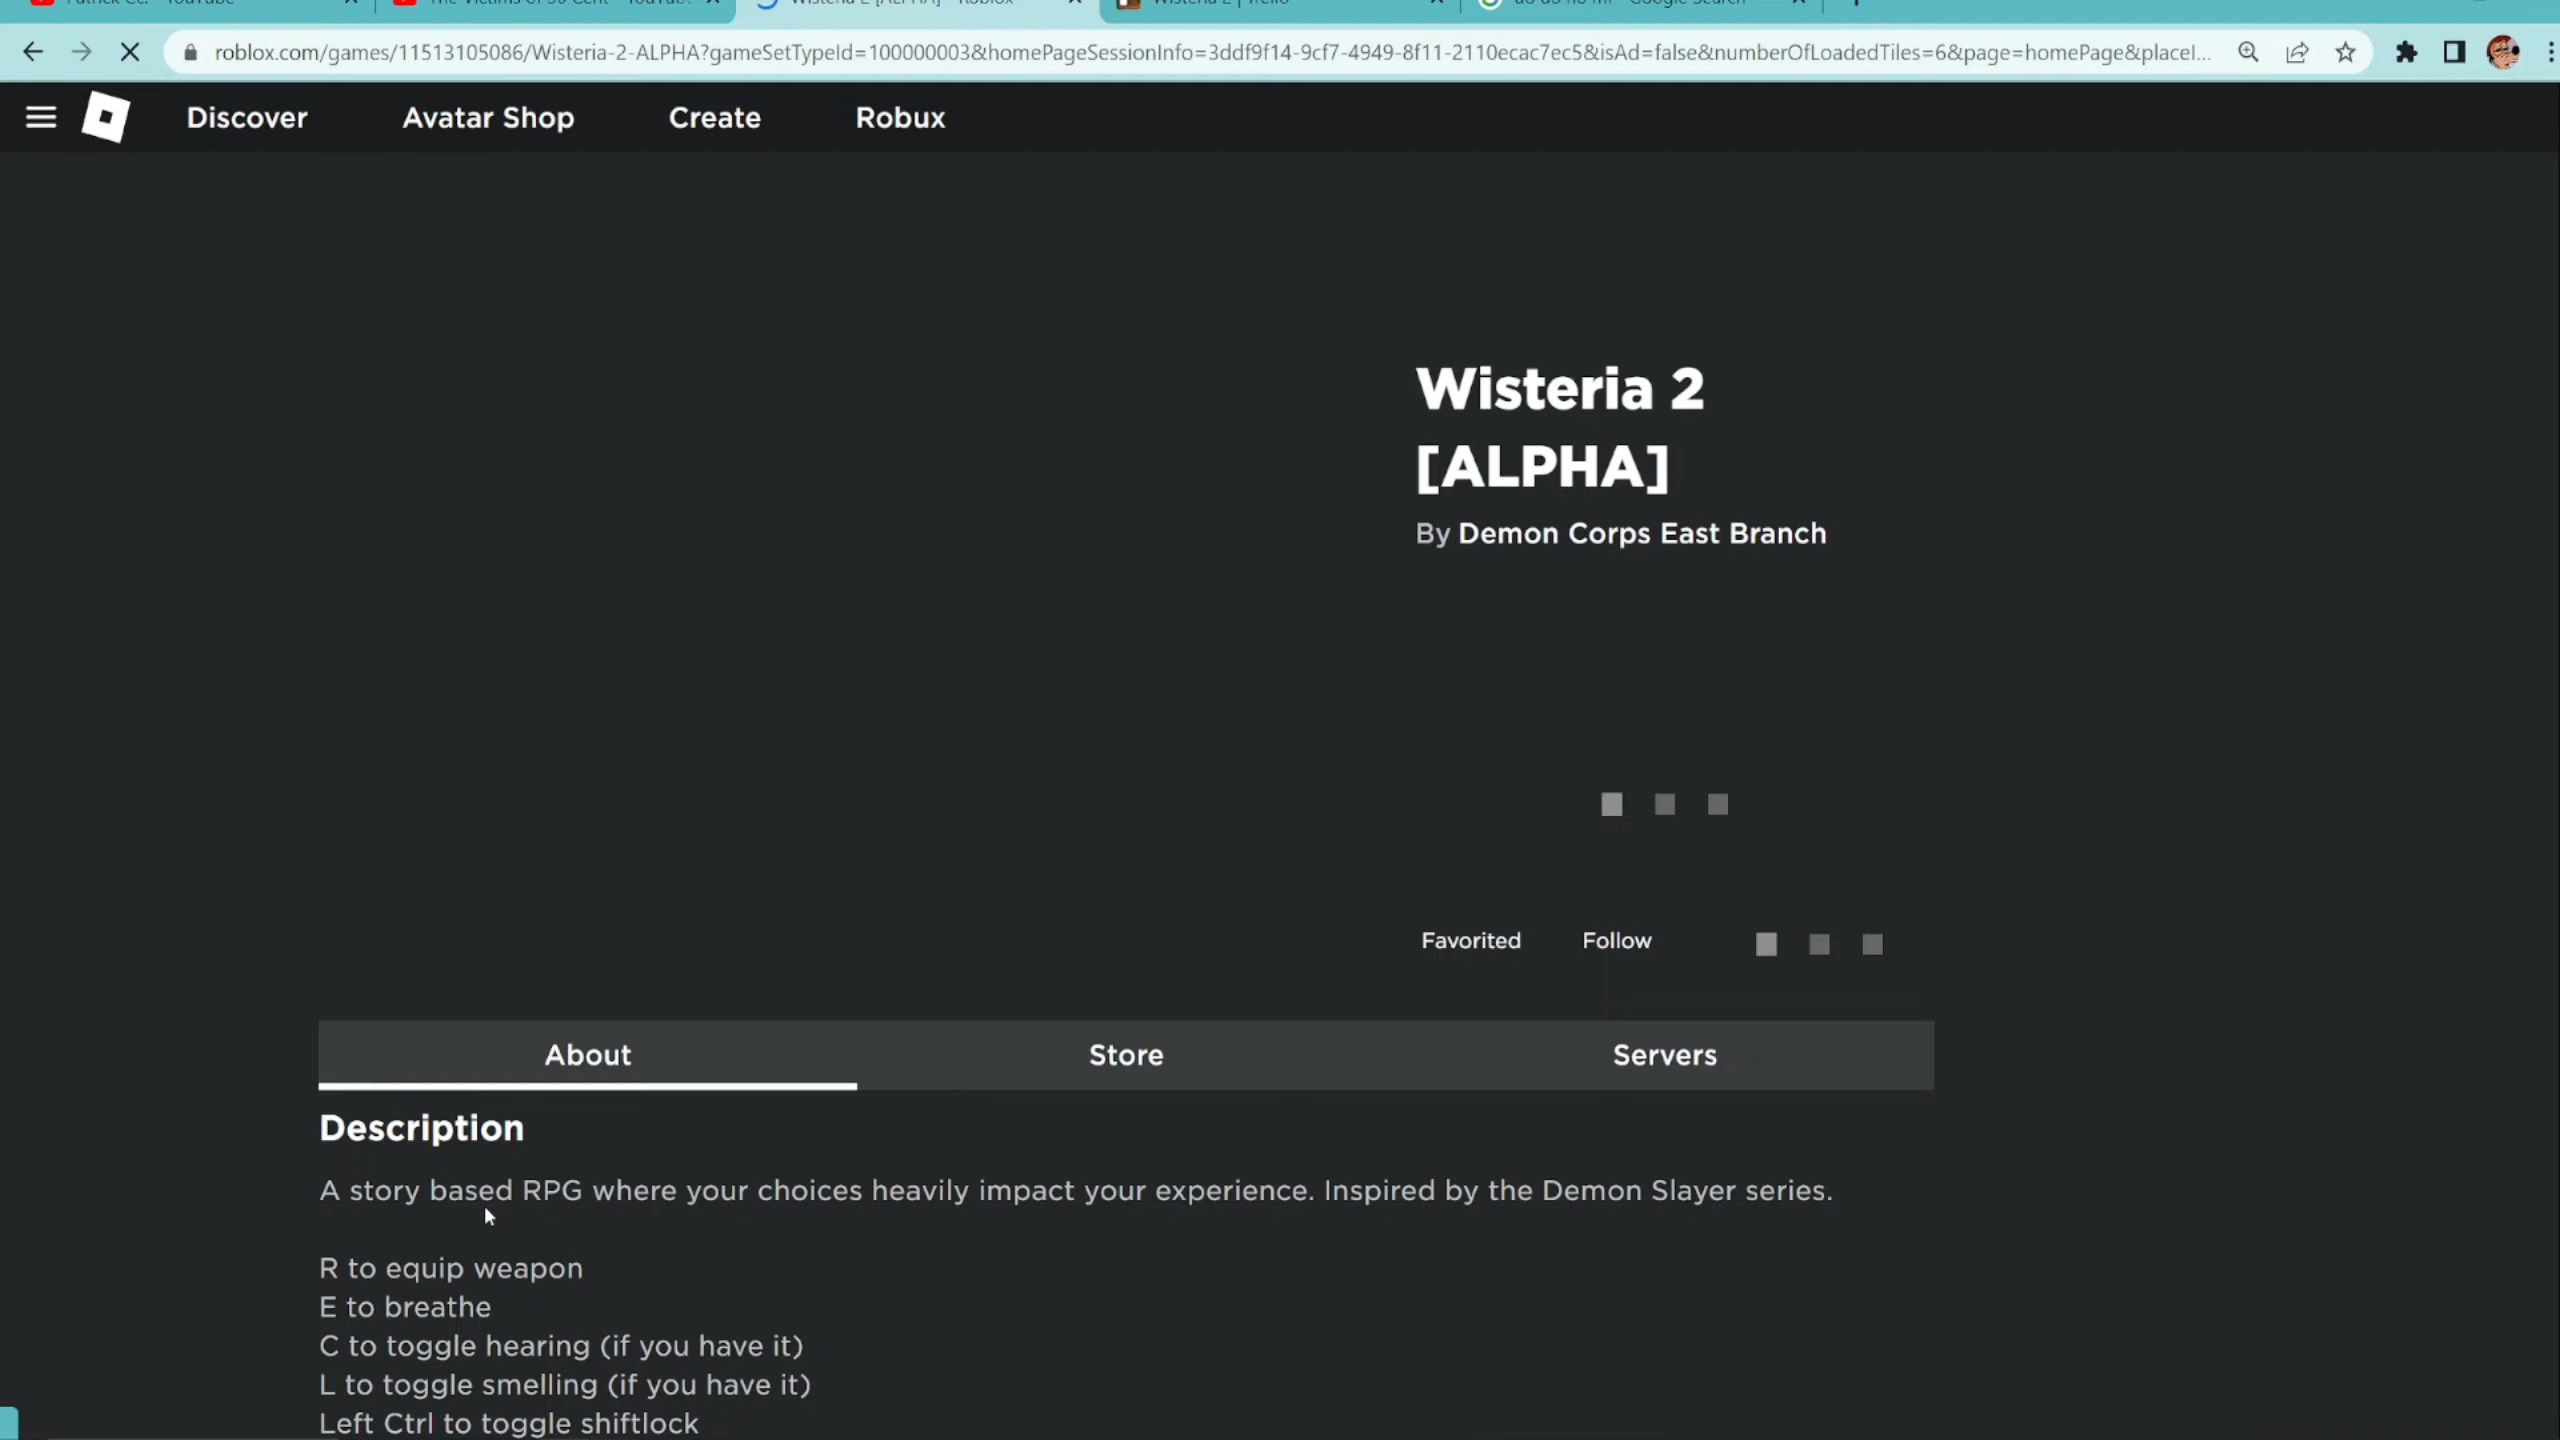 roblox.com/games/11513105086/Wisteria-2-ALPHA?gameSetTypeId=100000003&homePageSessionInfo=3ddf9f14-9cf7-4949-8f11-2110ecac7ec5&isAd=false&numberOfLoadedTiles=6&page=homePage&placeI...
Discover Avatar Shop Create Robux
Wisteria 2
[ALPHA]
By Demon Corps East Branch
Favorited Follow
About Store Servers
Description
A story based RPG where your choices heavily impact your experience. Inspired by the Demon Slayer series.
R to equip weapon
E to breathe
C to toggle hearing (if you have it)
L to toggle smelling (if you have it)
Left Ctrl to toggle shiftlock